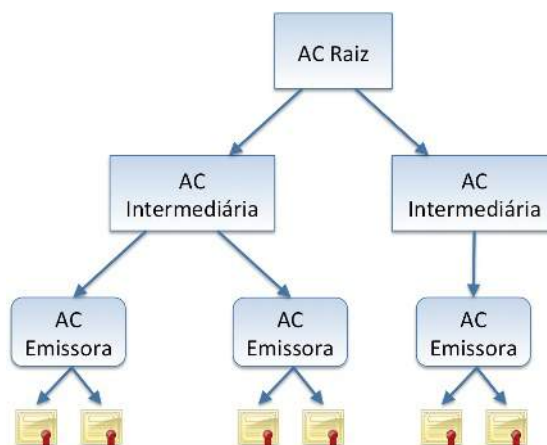 AC Raiz
AC
Intermediária
AC
Intermediária
AC
Emissora
AC
Emissora
AC
Emissora